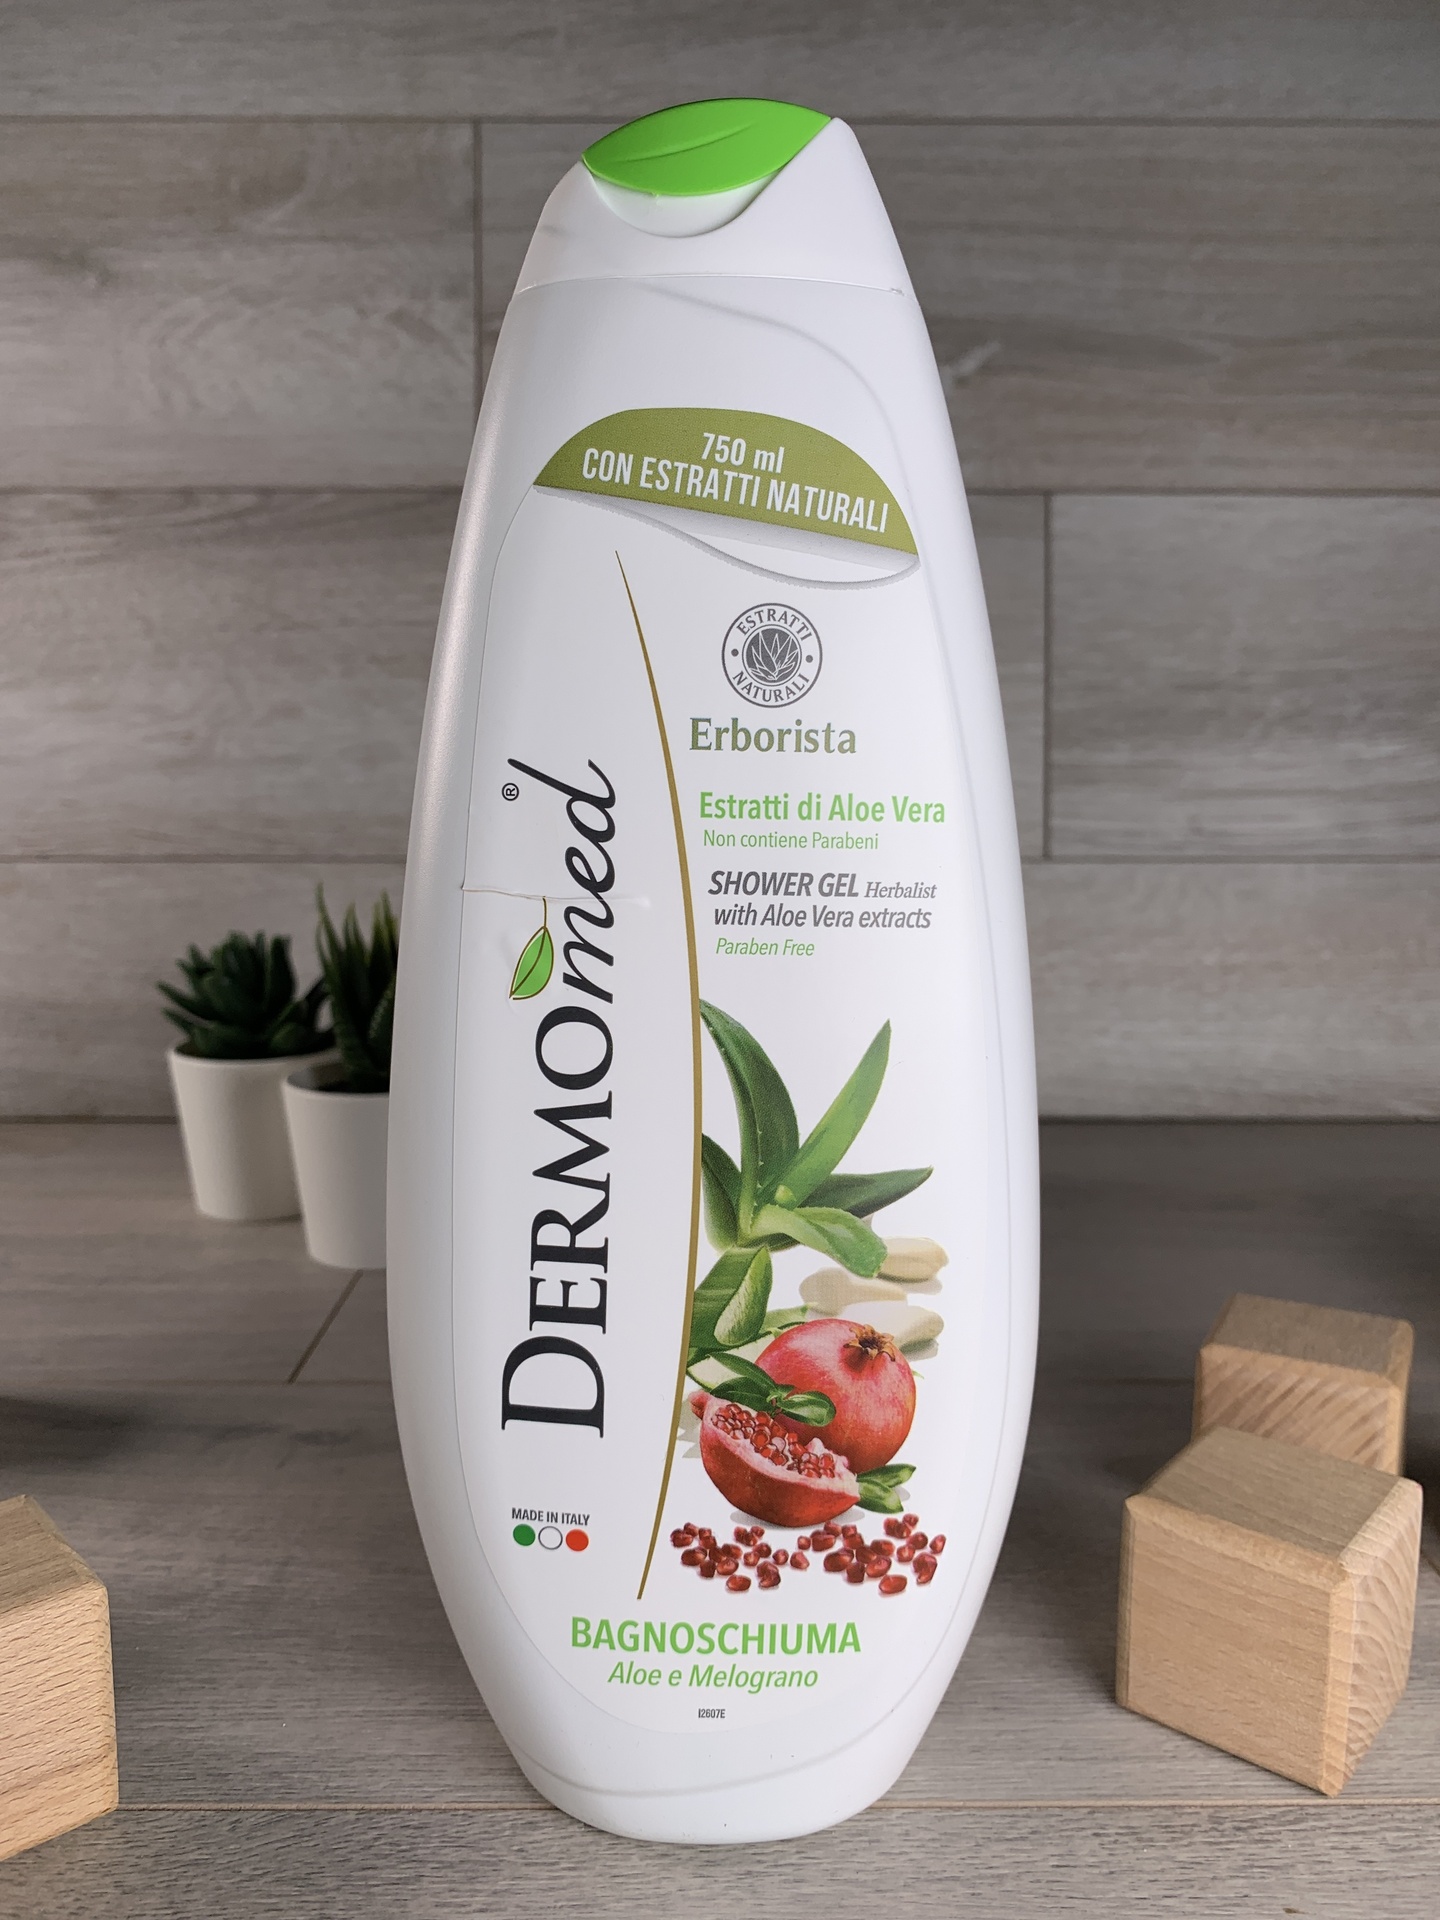 750 ml
CON ESTRATTI NATURALI
ESTRATTI
NATURALI
Erborista
Estratti di Aloe Vera
Non contiene Parabeni
SHOWER GEL Herbalist
with Aloe Vera extracts
Paraben Free
DERMOmed®
MADE IN ITALY
BAGNOSCHIUMA
Aloe e Melograno
I2607E